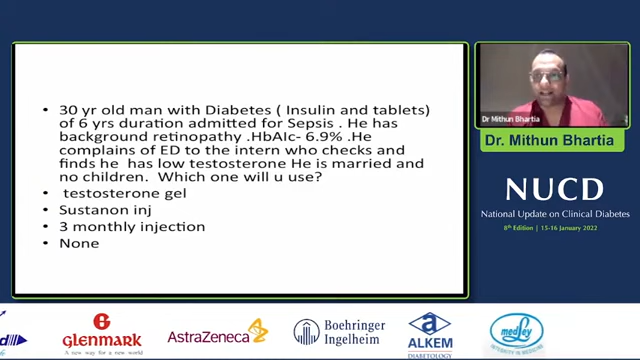 • 30 yr old man with Diabetes ( Insulin and tablets)
of 6 yrs duration admitted for Sepsis . He has
background retinopathy .HbAIc- 6.9% .He
complains of ED to the intern who checks and
finds he has low testosterone He is married and
no children. Which one will u use?
• testosterone gel
• Sustanon inj
• 3 monthly injection
• None
Dr Mithun Bhartia
Dr. Mithun Bhartia
NUCD
National Update on Clinical Diabetes
8th Edition | 15-16 January 2022
GLENMARK
A new way for a new world
AstraZeneca
Boehringer
Ingelheim
ALKEM
DIABETOLOGY
medley